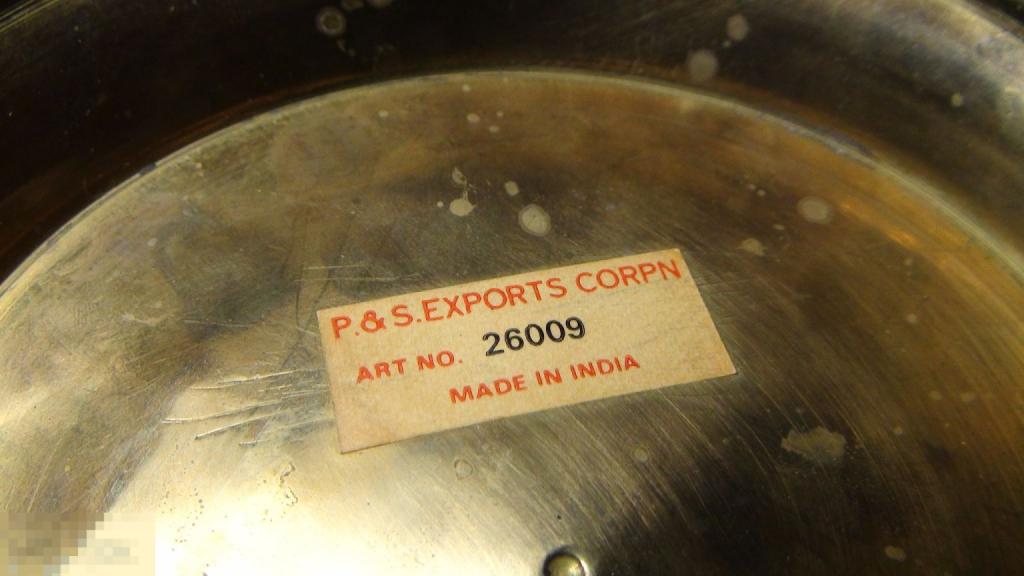 P. & S. EXPORTS CORPN
ART NO. 26009
MADE IN INDIA